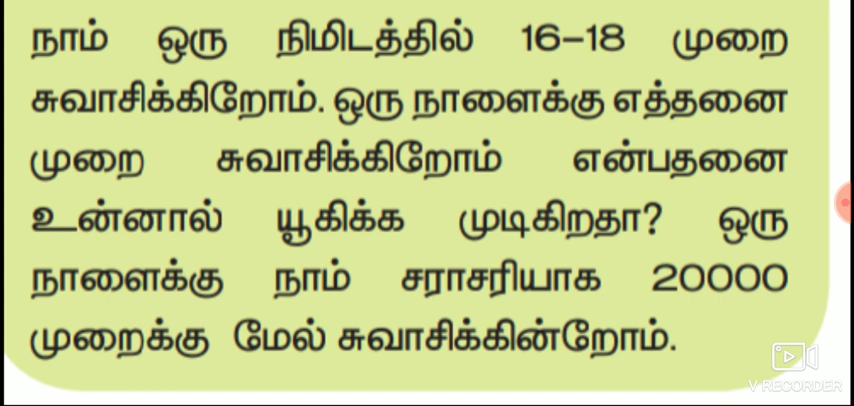 நாம் ஒரு நிமிடத்தில் 16–18 முறை
சுவாசிக்கிறோம். ஒரு நாளைக்கு எத்தனை
முறை சுவாசிக்கிறோம் என்பதனை
உன்னால் யூகிக்க முடிகிறதா? ஒரு
நாளைக்கு நாம் சராசரியாக 20000
முறைக்கு மேல் சுவாசிக்கின்றோம்.
V RECORDER